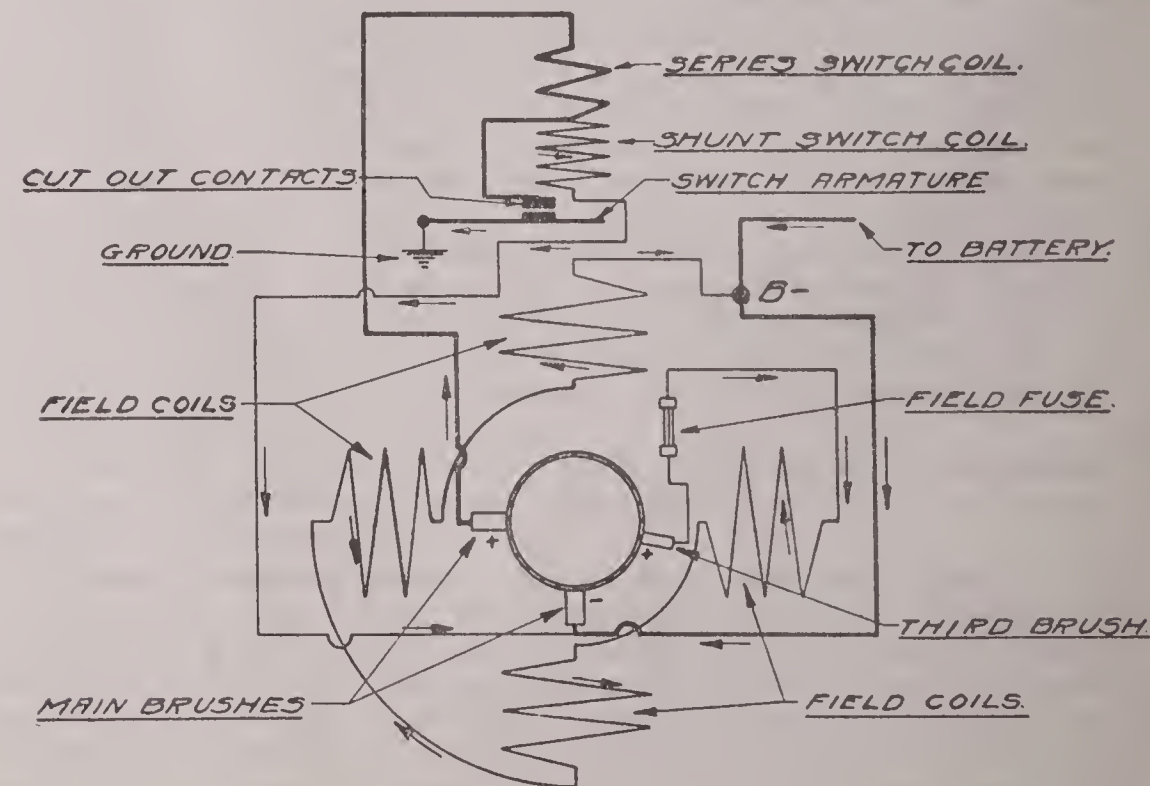 SERIES SWITCH COIL.
SHUNT SWITCH COIL.
CUT OUT CONTACTS.
SWITCH ARMATURE
GROUND.
TO BATTERY.
B-
FIELD COILS
FIELD FUSE.
+
+
-
THIRD BRUSH.
MAIN BRUSHES
FIELD COILS.